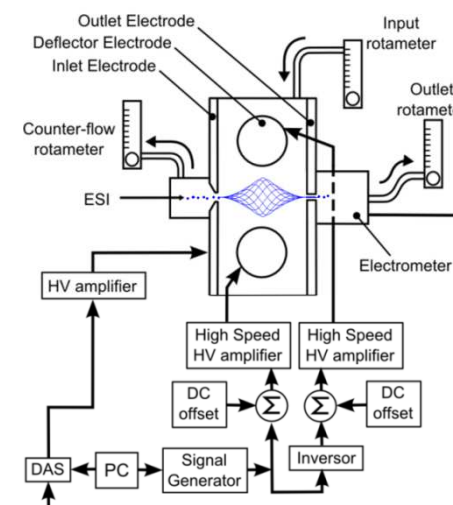 Outlet Electrode
Deflector Electrode
Inlet Electrode
Input
rotameter
Outlet
Counter-flow
rotameter
ESI
Electrometer
HV amplifier
High Speed
HV amplifier
High Speed
HV amplifier
DC
offset
Σ
Σ
DC
offset
DAS
PC
Signal
Generator
Inversor